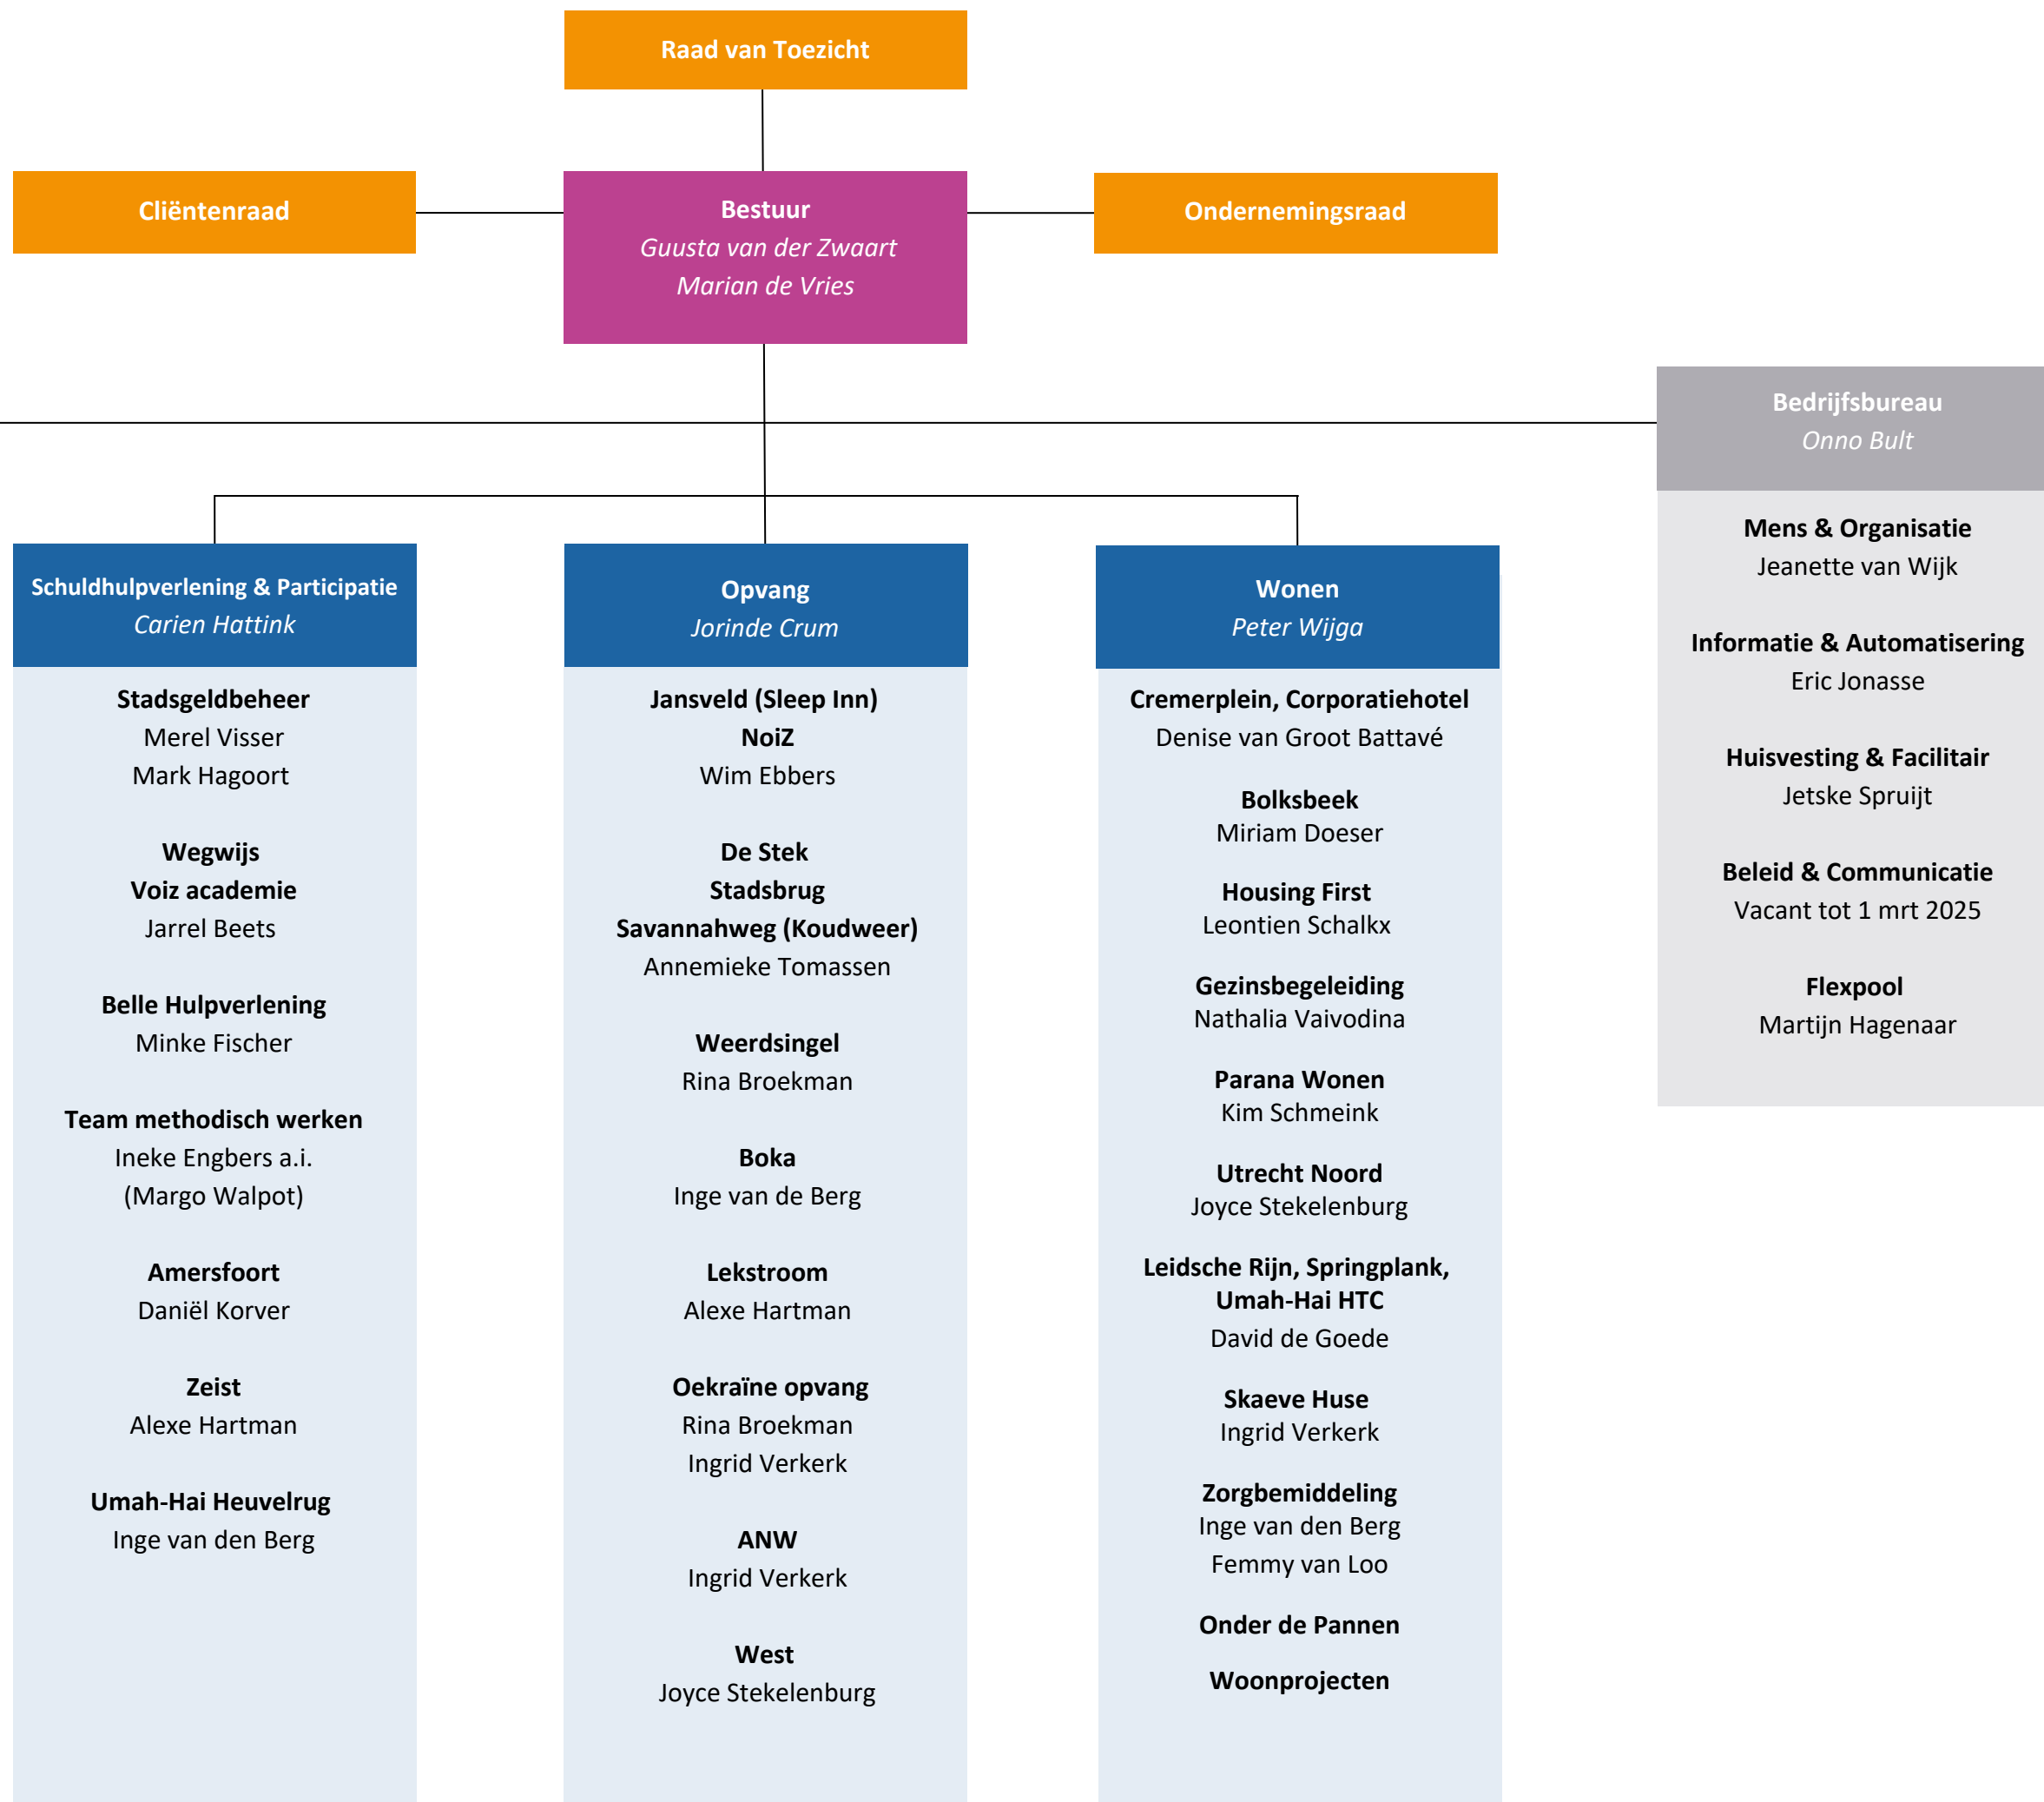 Raad van Toezicht
Cliëntenraad
Bestuur
Guusta van der Zwaart
Marian de Vries
Ondernemingsraad
Bedrijfsbureau
Onno Bult
Mens & Organisatie
Jeanette van Wijk
Informatie & Automatisering
Eric Jonasse
Huisvesting & Facilitair
Jetske Spruijt
Beleid & Communicatie
Vacant tot 1 mrt 2025
Flexpool
Martijn Hagenaar
Schuldhulpverlening & Participatie
Carien Hattink
Stadsgeldbeheer
Merel Visser
Mark Hagoort
Wegwijs
Voiz academie
Jarrel Beets
Belle Hulpverlening
Minke Fischer
Team methodisch werken
Ineke Engbers a.i.
(Margo Walpot)
Amersfoort
Daniël Korver
Zeist
Alexe Hartman
Umah-Hai Heuvelrug
Inge van den Berg
Opvang
Jorinde Crum
Jansveld (Sleep Inn)
NoiZ
Wim Ebbers
De Stek
Stadsbrug
Savannahweg (Koudweer)
Annemieke Tomassen
Weerdsingel
Rina Broekman
Boka
Inge van de Berg
Lekstroom
Alexe Hartman
Oekraïne opvang
Rina Broekman
Ingrid Verkerk
ANW
Ingrid Verkerk
West
Joyce Stekelenburg
Wonen
Peter Wijga
Cremerplein, Corporatiehotel
Denise van Groot Battavé
Bolksbeek
Miriam Doeser
Housing First
Leontien Schalkx
Gezinsbegeleiding
Nathalia Vaivodina
Parana Wonen
Kim Schmeink
Utrecht Noord
Joyce Stekelenburg
Leidsche Rijn, Springplank,
Umah-Hai HTC
David de Goede
Skaeve Huse
Ingrid Verkerk
Zorgbemiddeling
Inge van den Berg
Femmy van Loo
Onder de Pannen
Woonprojecten